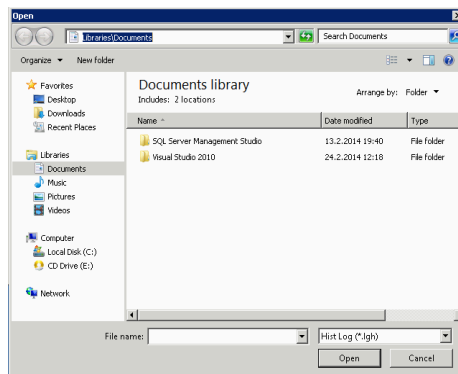 Open
Libraries\Documents
Search Documents
Organize
New folder
Favorites
Desktop
Downloads
Recent Places
Libraries
Documents
Music
Pictures
Videos
Computer
Local Disk (C:)
CD Drive (E:)
Network
Documents library
Includes: 2 locations
Arrange by: Folder
Name Date modified Type
SQL Server Management Studio 13.2.2014 19:40 File folder
Visual Studio 2010 24.2.2014 12:18 File folder
File name:
Hist Log (*.lgh)
Open Cancel